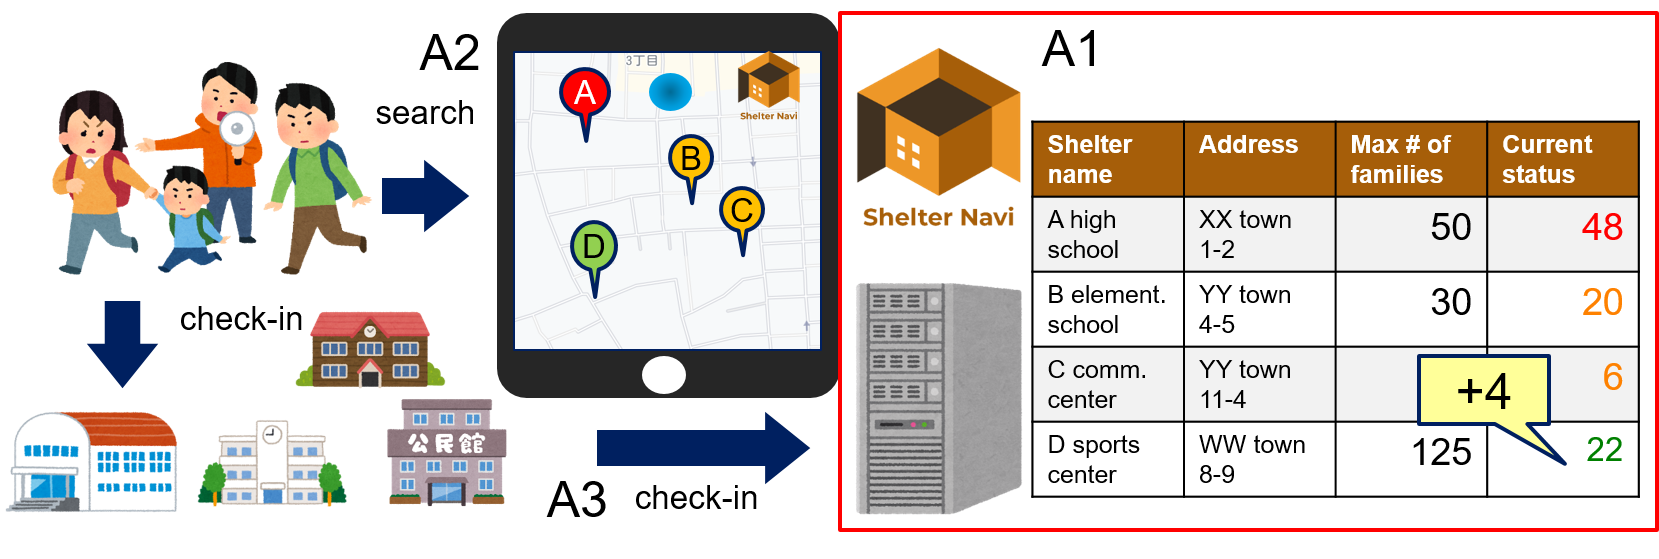 A2
search
check-in
公民館
3丁目
A
B
C
D
Shelter Navi
A3
check-in
A1
Shelter Navi
Shelter name
Address
Max # of families
Current status
A high school
XX town 1-2
50
48
B element. school
YY town 4-5
30
20
C comm. center
YY town 11-4
6
+4
D sports center
WW town 8-9
125
22